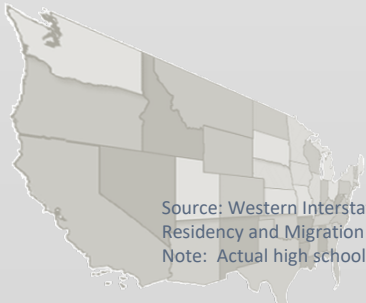 Source: Western Intersta
Residency and Migration
Note: Actual high school